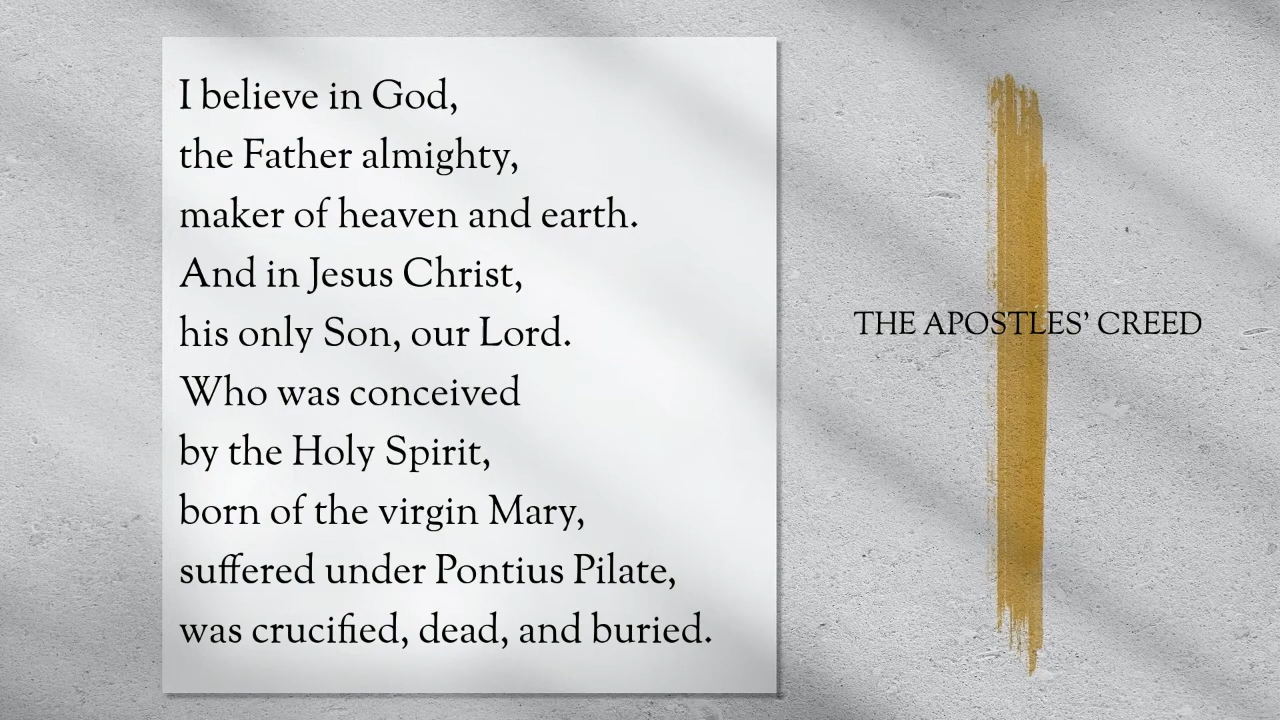 I believe in God,
the Father almighty,
maker of heaven and earth.
And in Jesus Christ,
his only Son, our Lord.
Who was conceived
by the Holy Spirit,
born of the virgin Mary,
suffered under Pontius Pilate,
was crucified, dead, and buried.
THE APOSTLES’ CREED